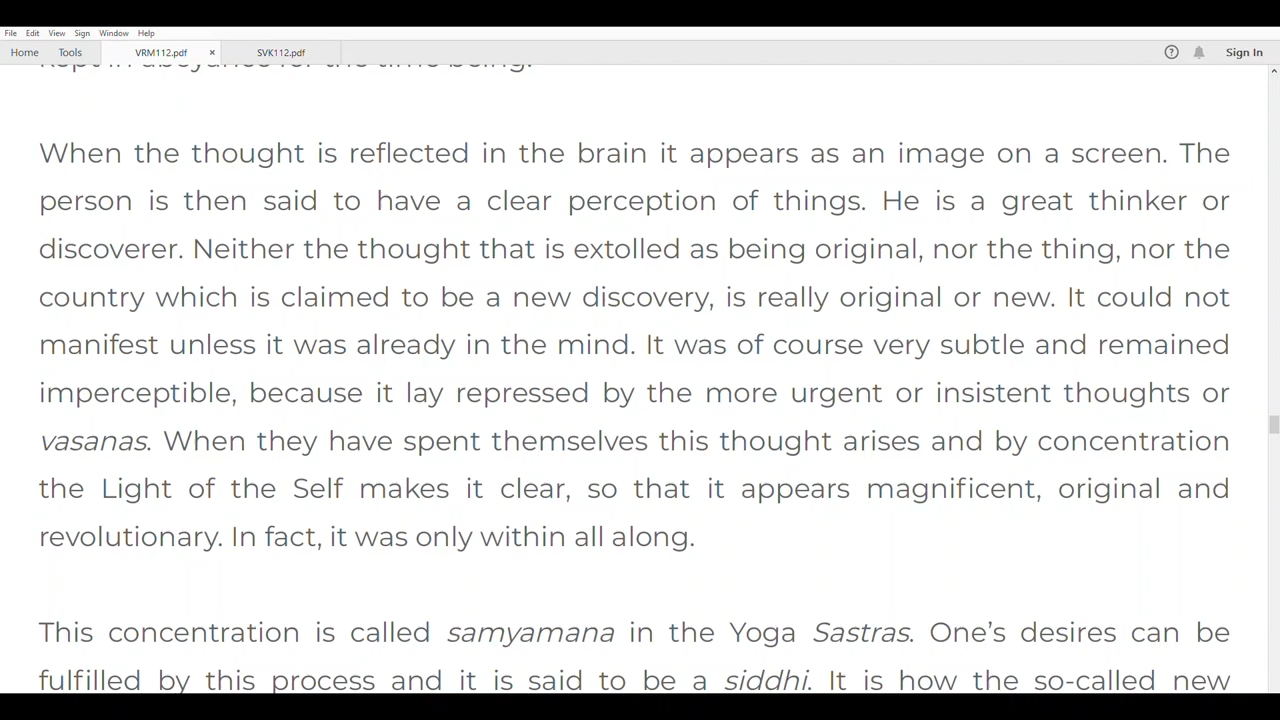 File Edit View Sign Window Help
Home Tools VRM112.pdf × SVK112.pdf ? Sign In
kept in abeyance for the time being.
When the thought is reflected in the brain it appears as an image on a screen. The
person is then said to have a clear perception of things. He is a great thinker or
discoverer. Neither the thought that is extolled as being original, nor the thing, nor the
country which is claimed to be a new discovery, is really original or new. It could not
manifest unless it was already in the mind. It was of course very subtle and remained
imperceptible, because it lay repressed by the more urgent or insistent thoughts or
vasanas. When they have spent themselves this thought arises and by concentration
the Light of the Self makes it clear, so that it appears magnificent, original and
revolutionary. In fact, it was only within all along.
This concentration is called samyamana in the Yoga Sastras. One’s desires can be
fulfilled by this process and it is said to be a siddhi. It is how the so-called new